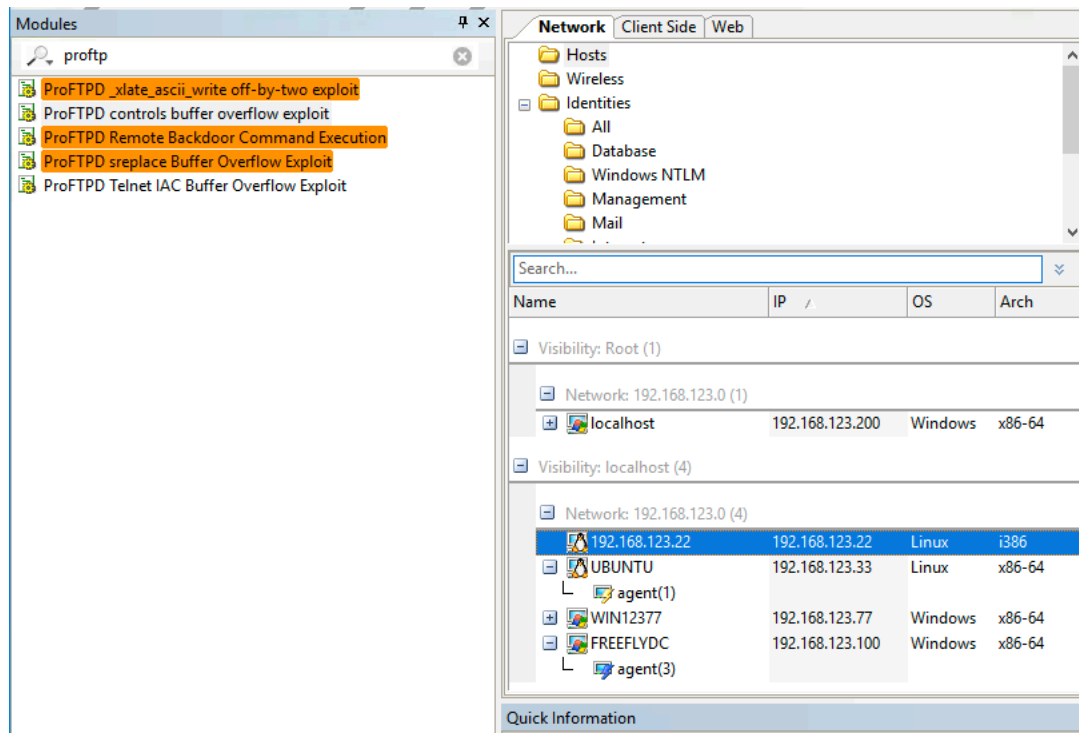 Modules
proftp
ProFTPD _xlate_ascii_write off-by-two exploit
ProFTPD controls buffer overflow exploit
ProFTPD Remote Backdoor Command Execution
ProFTPD sreplace Buffer Overflow Exploit
ProFTPD Telnet IAC Buffer Overflow Exploit
Network Client Side Web
Hosts
Wireless
Identities
All
Database
Windows NTLM
Management
Mail
Search...
Name IP OS Arch
Visibility: Root (1)
Network: 192.168.123.0 (1)
localhost 192.168.123.200 Windows x86-64
Visibility: localhost (4)
Network: 192.168.123.0 (4)
192.168.123.22 192.168.123.22 Linux i386
UBUNTU 192.168.123.33 Linux x86-64
agent(1)
WIN12377 192.168.123.77 Windows x86-64
FREEFLYDC 192.168.123.100 Windows x86-64
agent(3)
Quick Information